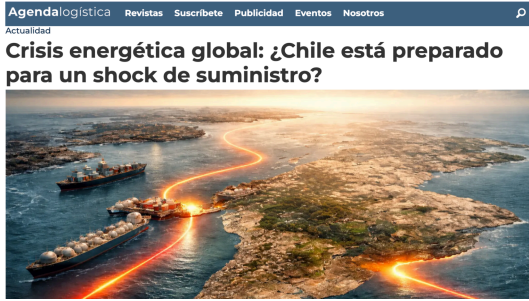 Agendalogística Revistas Suscríbete Publicidad Eventos Nosotros
Actualidad
Crisis energética global: ¿Chile está preparado
para un shock de suministro?